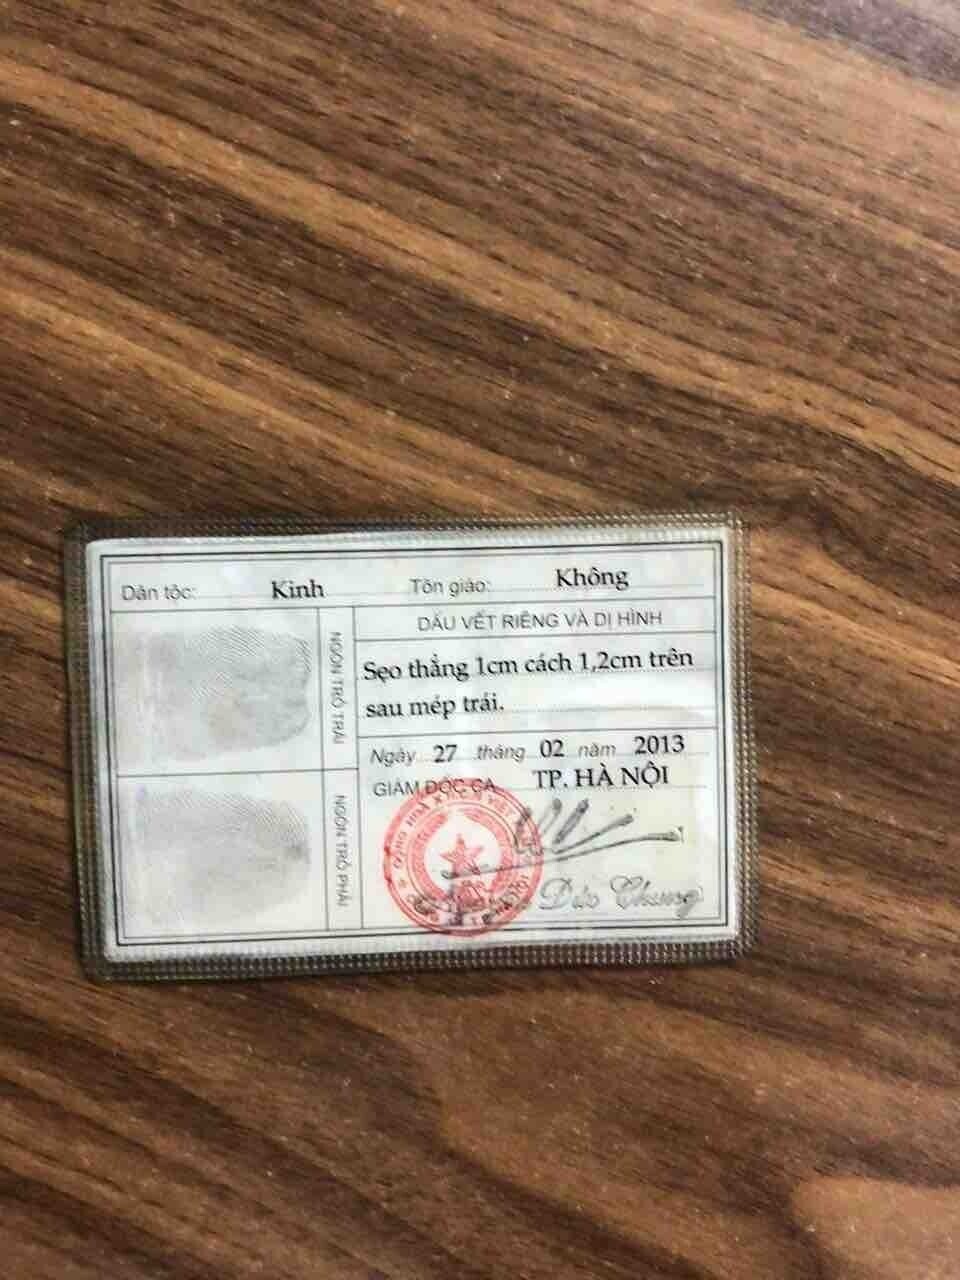 Dân tộc: Kinh Tôn giáo: Không
DẤU VẾT RIÊNG VÀ DỊ HÌNH
NGÓN TRỎ TRÁI
Sẹo thẳng 1cm cách 1,2cm trên
sau mép trái.
Ngày 27 tháng 02 năm 2013
GIÁM ĐỐC CA TP. HÀ NỘI
NGÓN TRỎ PHẢI
Đức Chung